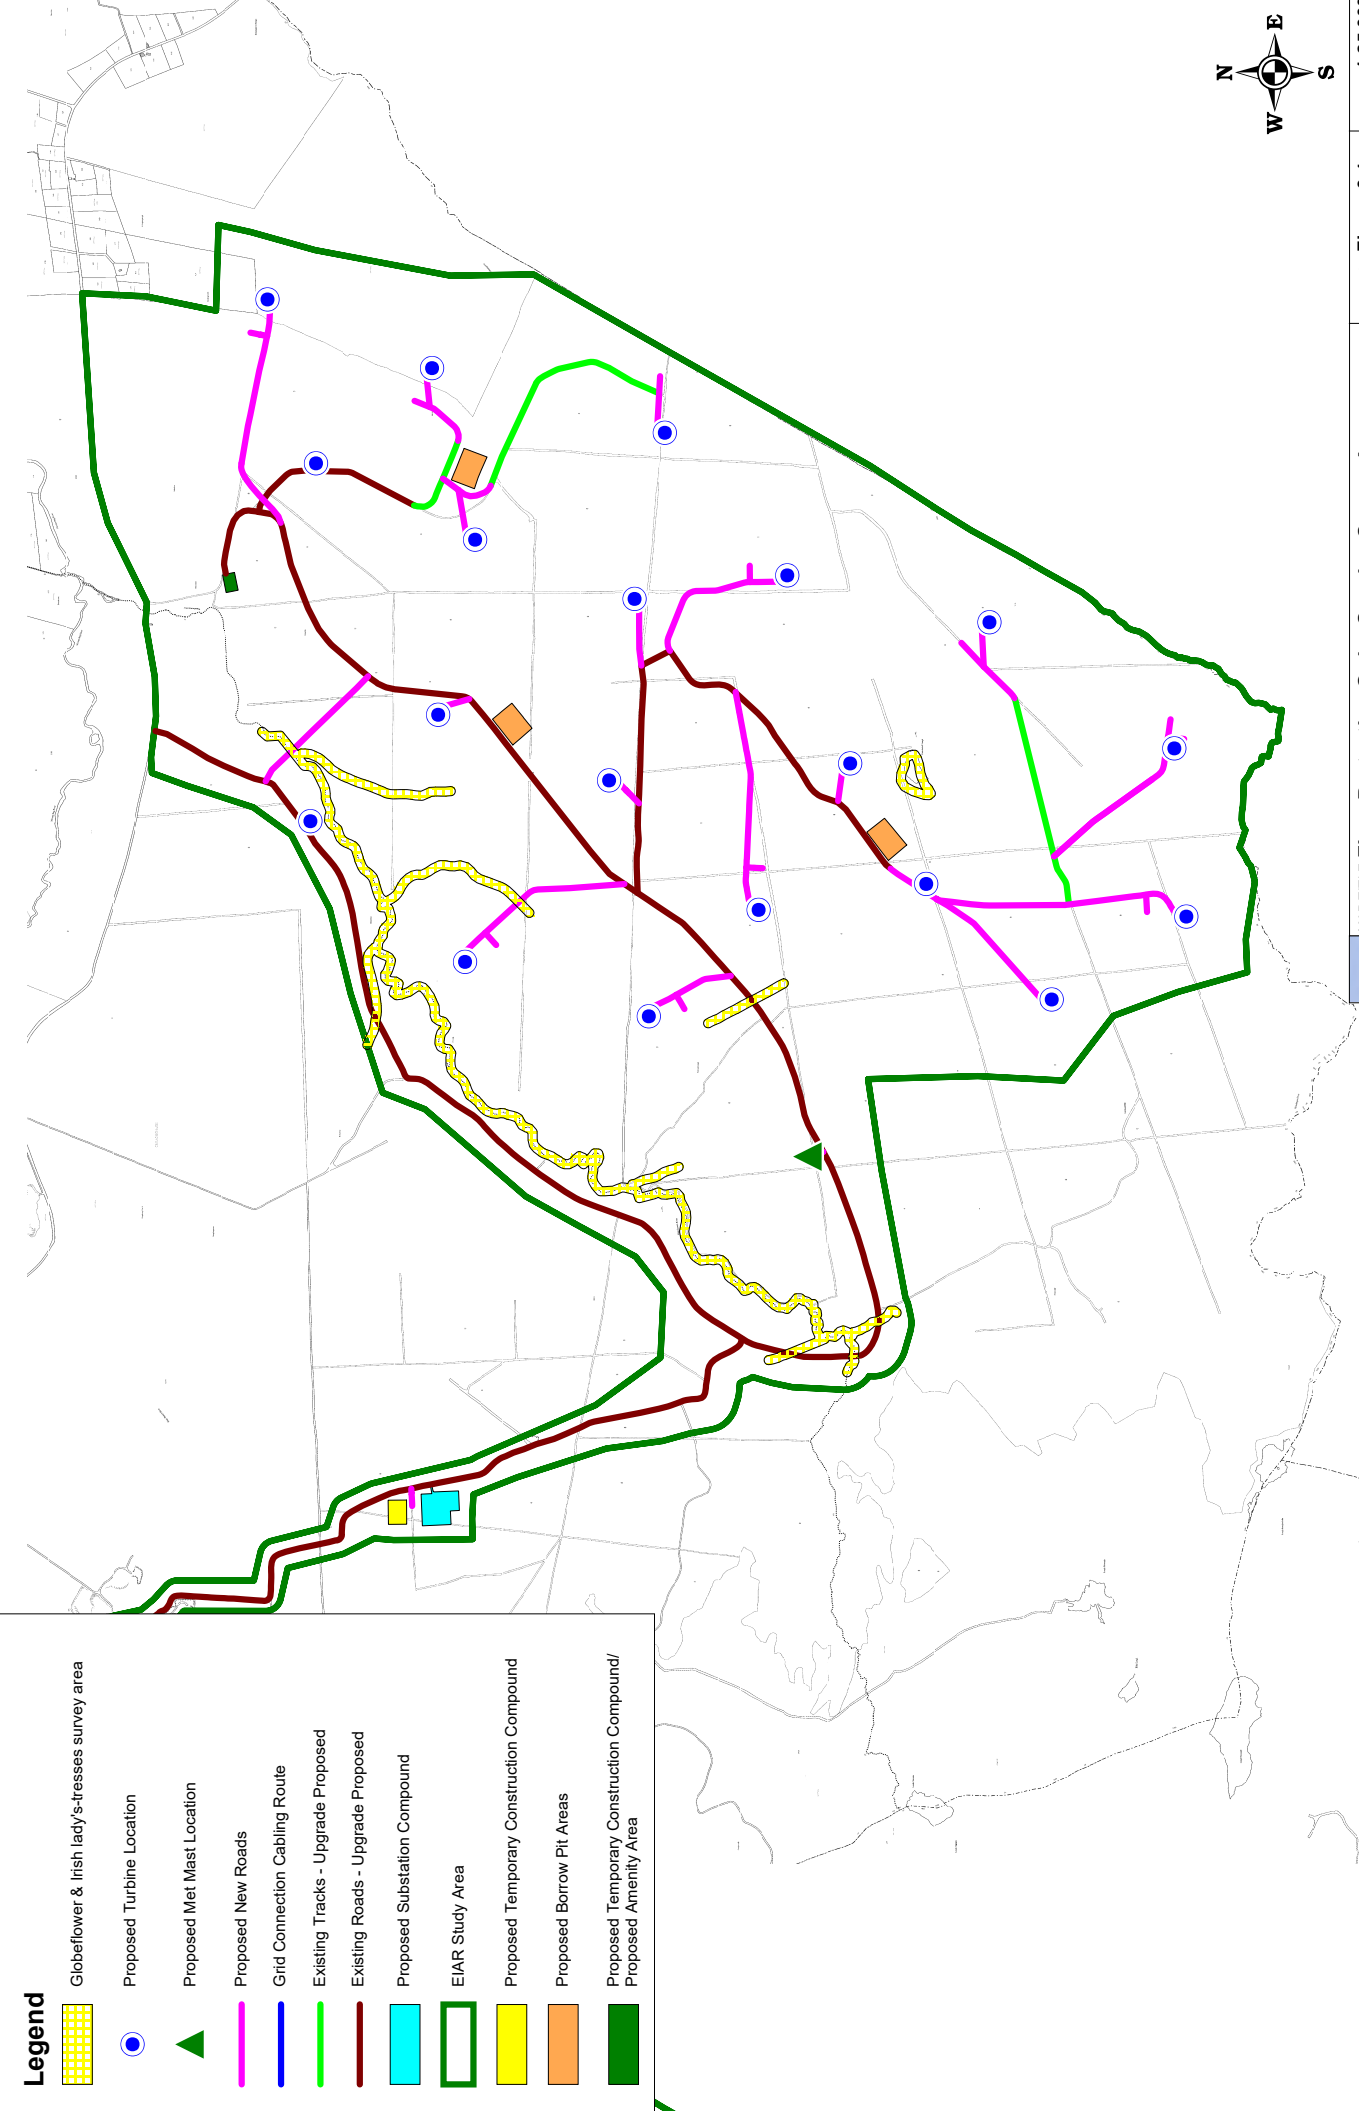 Legend
Globeflower & Irish lady's-tresses survey area
Proposed Turbine Location
Proposed Met Mast Location
Proposed New Roads
Grid Connection Cabling Route
Existing Tracks - Upgrade Proposed
Existing Roads - Upgrade Proposed
Proposed Substation Compound
EIAR Study Area
Proposed Temporary Construction Compound
Proposed Borrow Pit Areas
Proposed Temporary Construction Compound/
Proposed Amenity Area
N
W
E
S